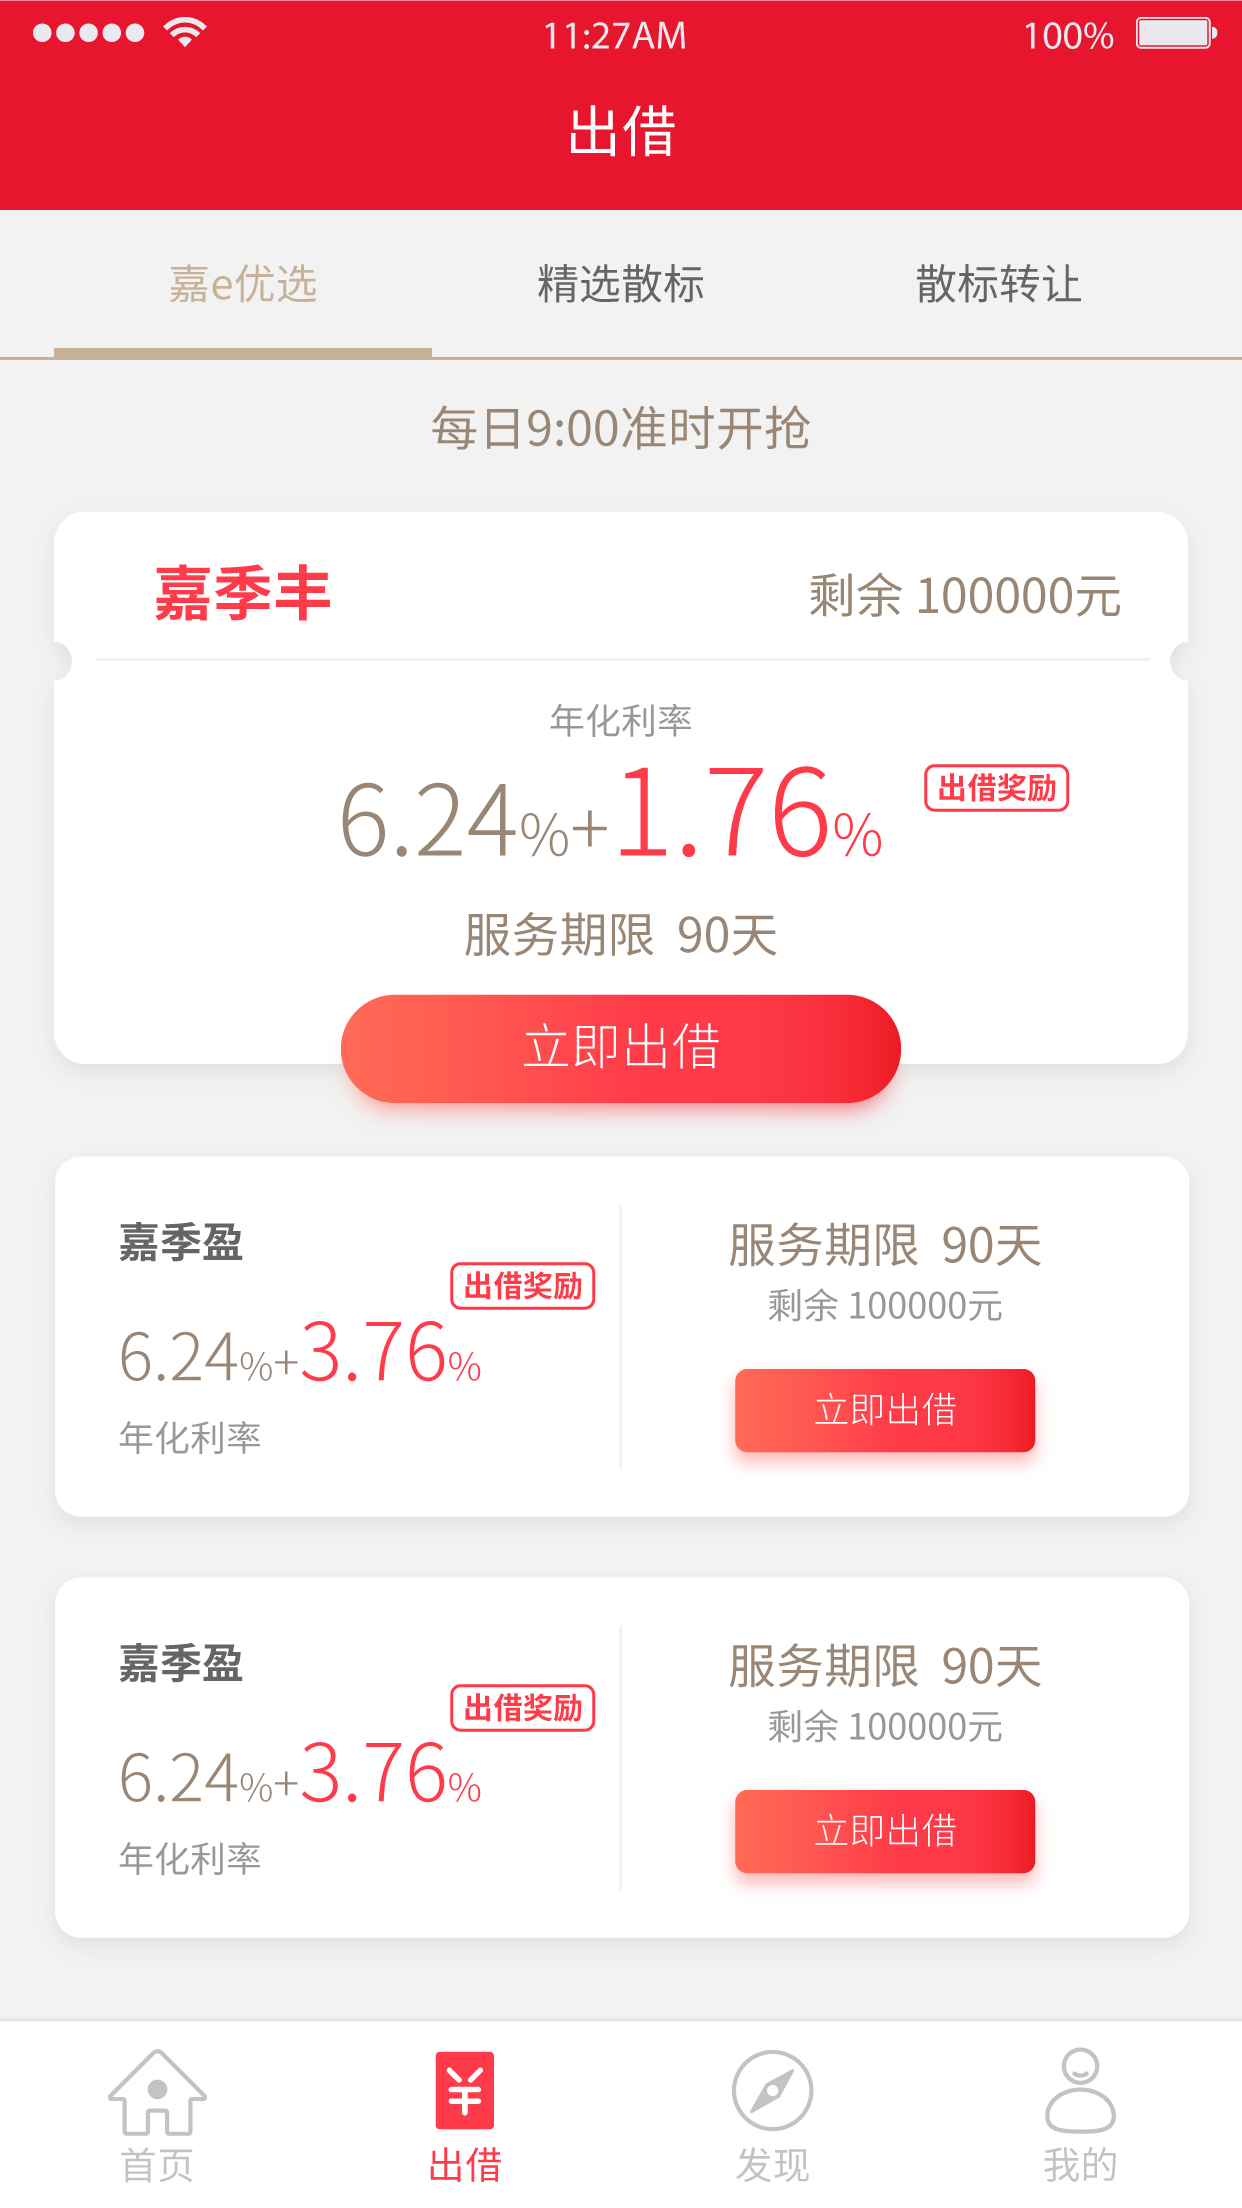 11:27AM 100%
出借
嘉e优选 精选散标 散标转让
每日9:00准时开抢
嘉季丰 剩余 100000元
年化利率
6.24%+1.76% 出借奖励
服务期限 90天
立即出借
嘉季盈 服务期限 90天
出借奖励 剩余 100000元
6.24%+3.76%
立即出借
年化利率
嘉季盈 服务期限 90天
出借奖励 剩余 100000元
6.24%+3.76%
立即出借
年化利率
首页 出借 发现 我的